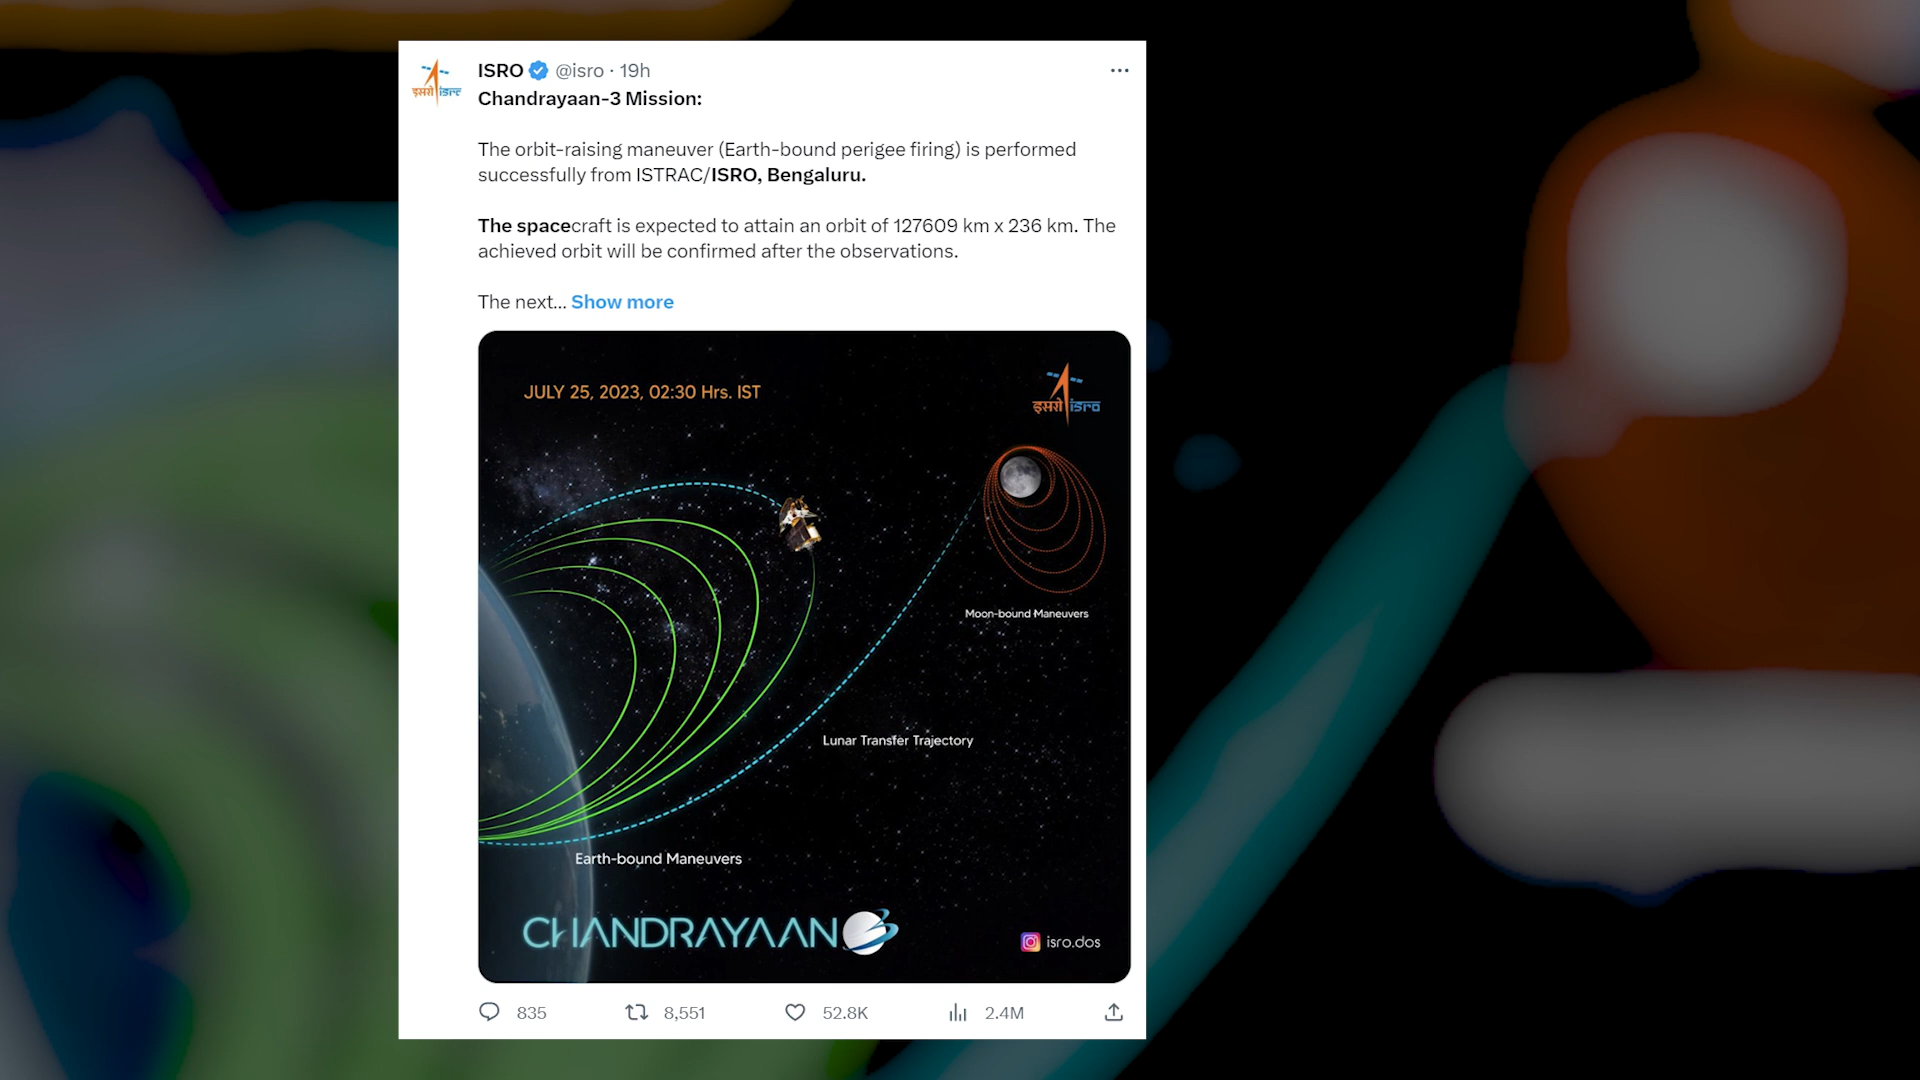 ISRO @isro · 19h
Chandrayaan-3 Mission:
The orbit-raising maneuver (Earth-bound perigee firing) is performed
successfully from ISTRAC/ISRO, Bengaluru.
The spacecraft is expected to attain an orbit of 127609 km x 236 km. The
achieved orbit will be confirmed after the observations.
The next... Show more
JULY 25, 2023, 02:30 Hrs. IST
इसरो isro
Moon-bound Maneuvers
Lunar Transfer Trajectory
Earth-bound Maneuvers
CHANDRAYAAN 3
isro.dos
835 8,551 52.8K 2.4M
इसरो isro